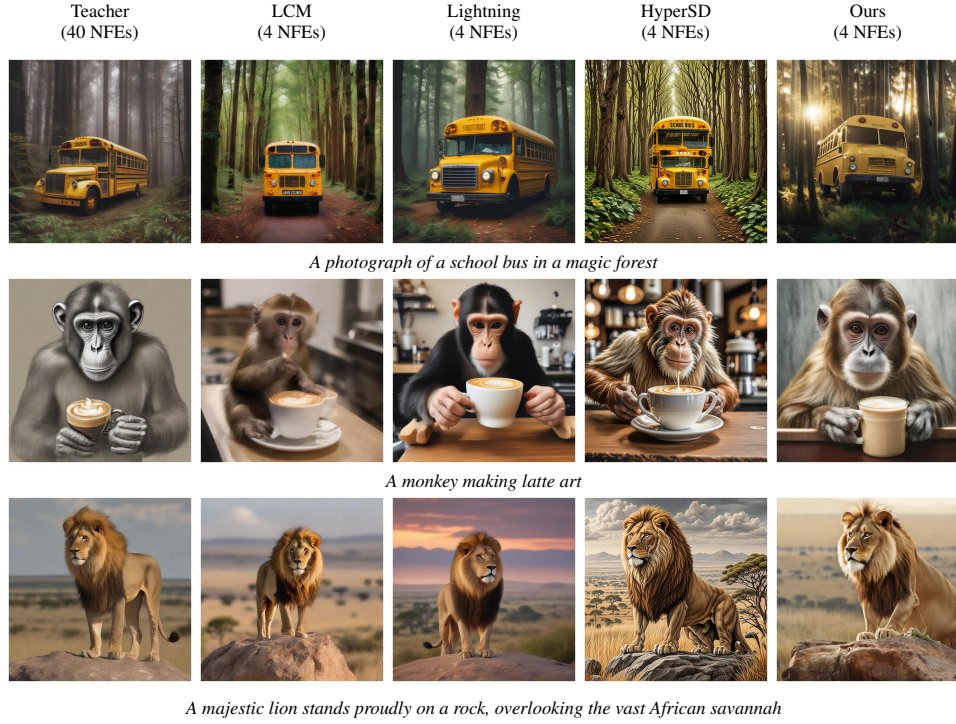 Teacher
(40 NFEs)
LCM
(4 NFEs)
Lightning
(4 NFEs)
HyperSD
(4 NFEs)
Ours
(4 NFEs)
A photograph of a school bus in a magic forest
A monkey making latte art
A majestic lion stands proudly on a rock, overlooking the vast African savannah